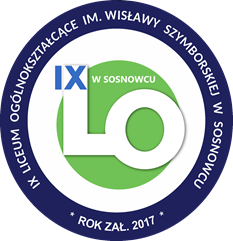 IX LICEUM OGÓLNOKSZTAŁCĄCE IM. WISŁAWY SZYMBORSKIEJ W SOSNOWCU
IX W SOSNOWCU
LO
* ROK ZAŁ. 2017 *